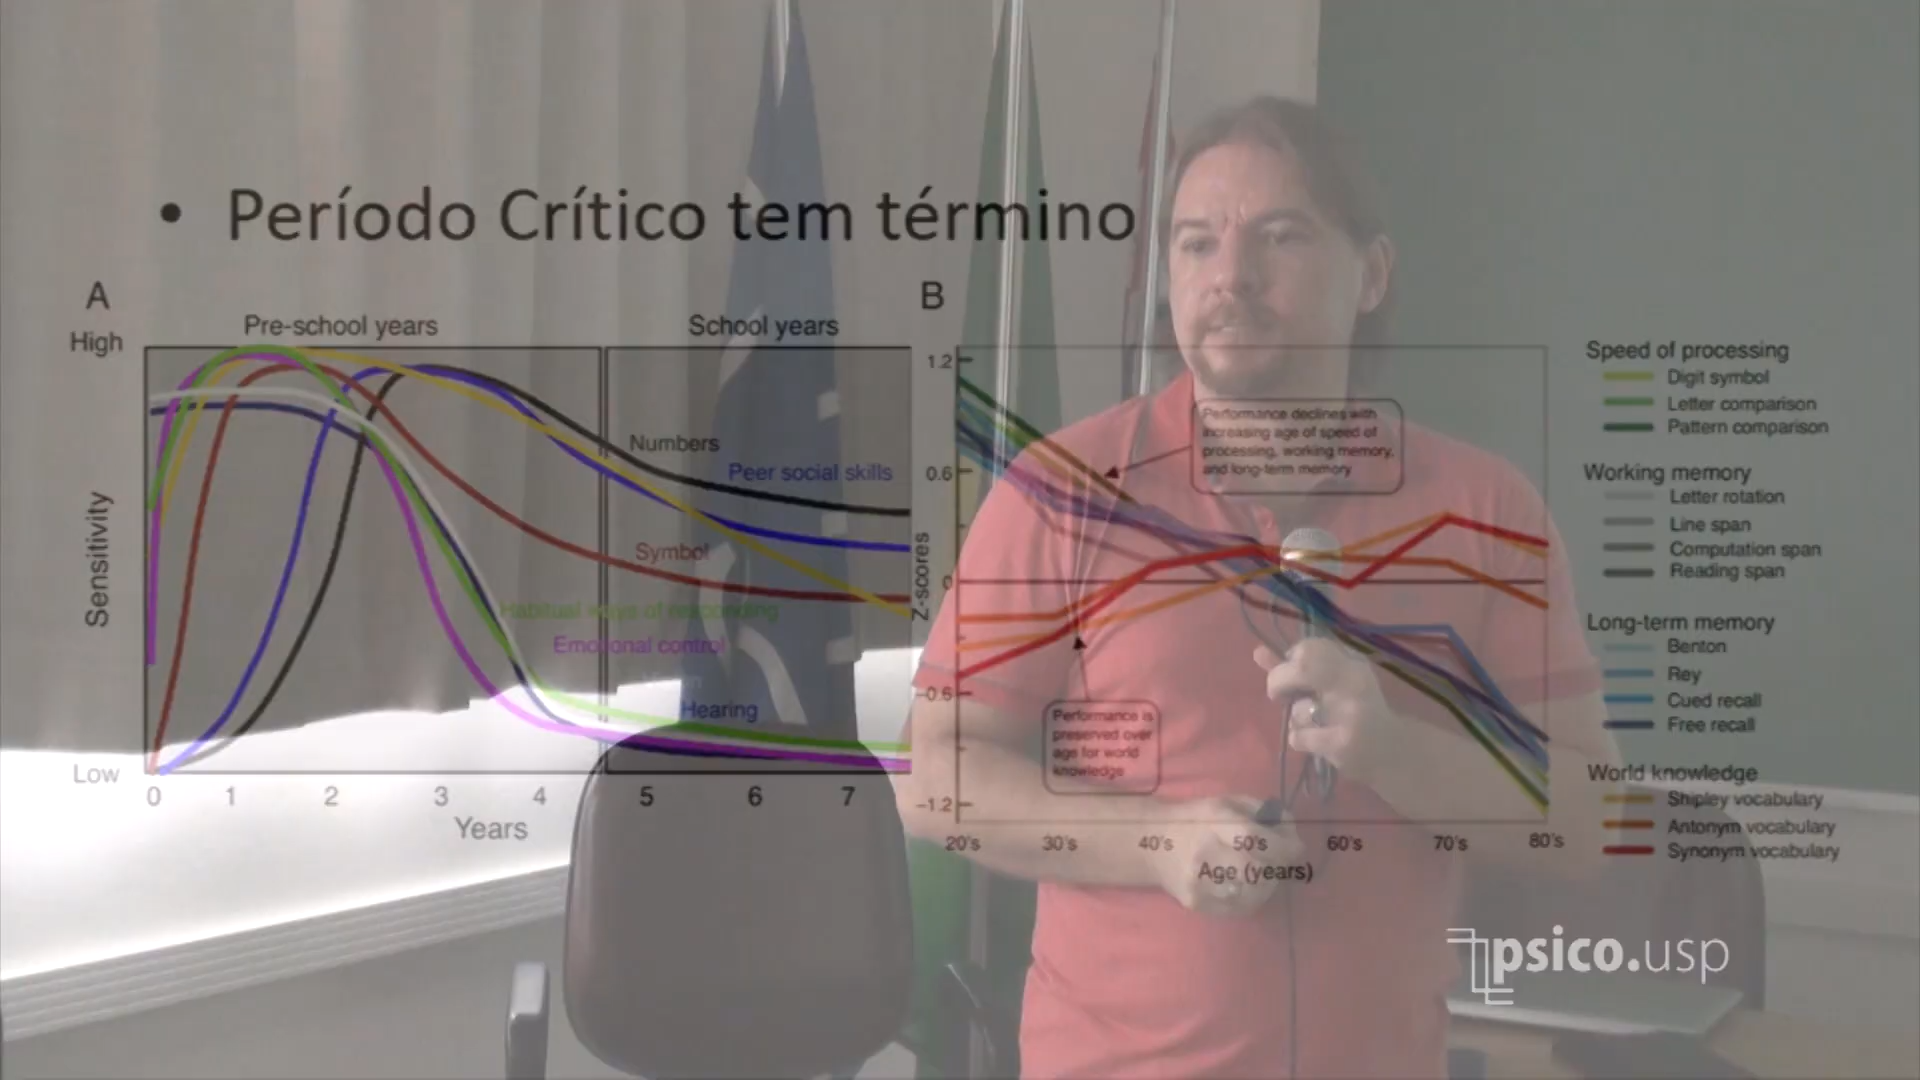 • Período Crítico tem término
A
High
Pre-school years
School years
Sensitivity
Numbers
Peer social skills
Symbol
Habitual ways of responding
Emotional control
Hearing
Low
0 1 2 3 4 5 6 7
Years
B
1.2
0.6
0
−0.6
−1.2
Z-scores
Performance declines with
increasing age of speed of
processing, working memory,
and long-term memory
Performance is
preserved over
age for world
knowledge
20's 30's 40's 50's 60's 70's 80's
Age (years)
Speed of processing
Digit symbol
Letter comparison
Pattern comparison
Working memory
Letter rotation
Line span
Computation span
Reading span
Long-term memory
Benton
Rey
Cued recall
Free recall
World knowledge
Shipley vocabulary
Antonym vocabulary
Synonym vocabulary
psico.usp